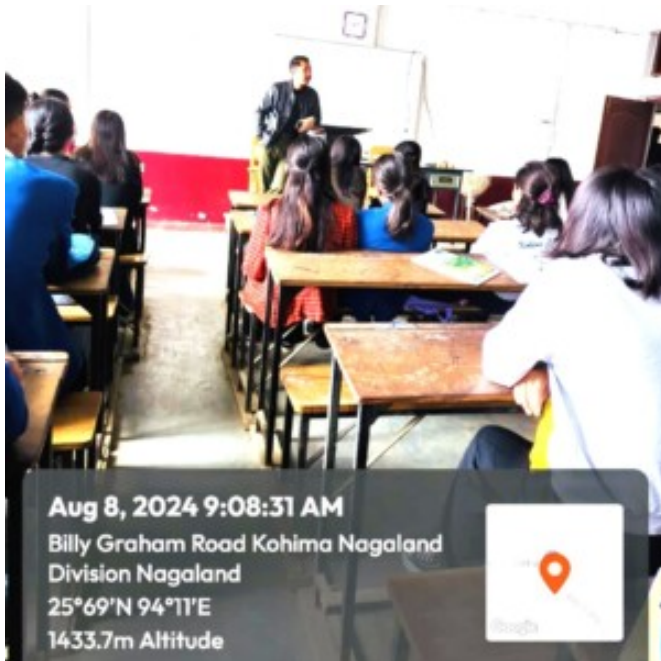 Aug 8, 2024 9:08:31 AM
Billy Graham Road Kohima Nagaland
Division Nagaland
25°69'N 94°11'E
1433.7m Altitude
Google